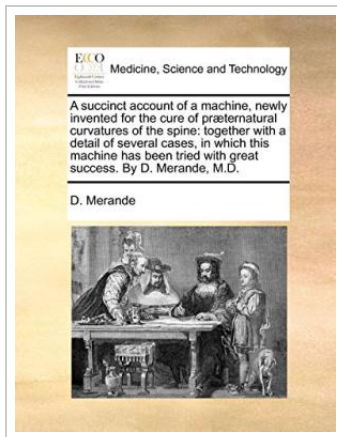 ECCO
Medicine, Science and Technology
A succinct account of a machine, newly
invented for the cure of præternatural
curvatures of the spine: together with a
detail of several cases, in which this
machine has been tried with great
success. By D. Merande, M.D.
D. Merande